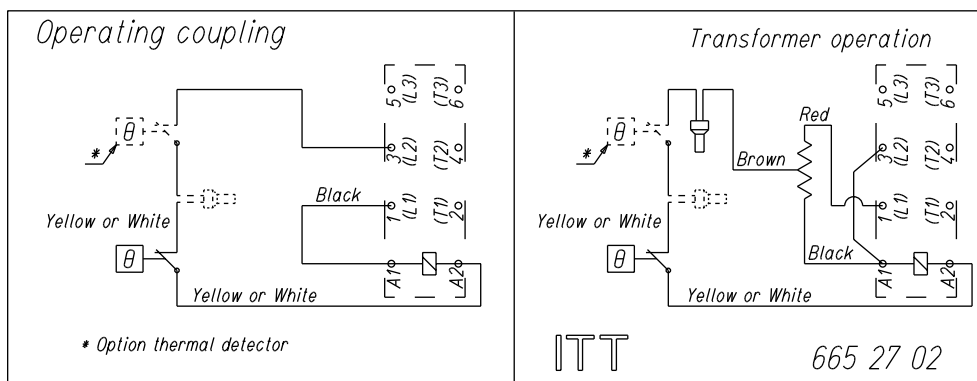 Operating coupling
5
(L3)
(T3)
6
θ
*
3
(L2)
(T2)
4
Black
Yellow or White
1
(L1)
(T1)
2
θ
A1
A2
Yellow or White
* Option thermal detector
Transformer operation
5
(L3)
(T3)
6
Red
θ
*
Brown
3
(L2)
(T2)
4
Yellow or White
1
(L1)
(T1)
2
Black
θ
A1
A2
Yellow or White
ITT
665 27 02